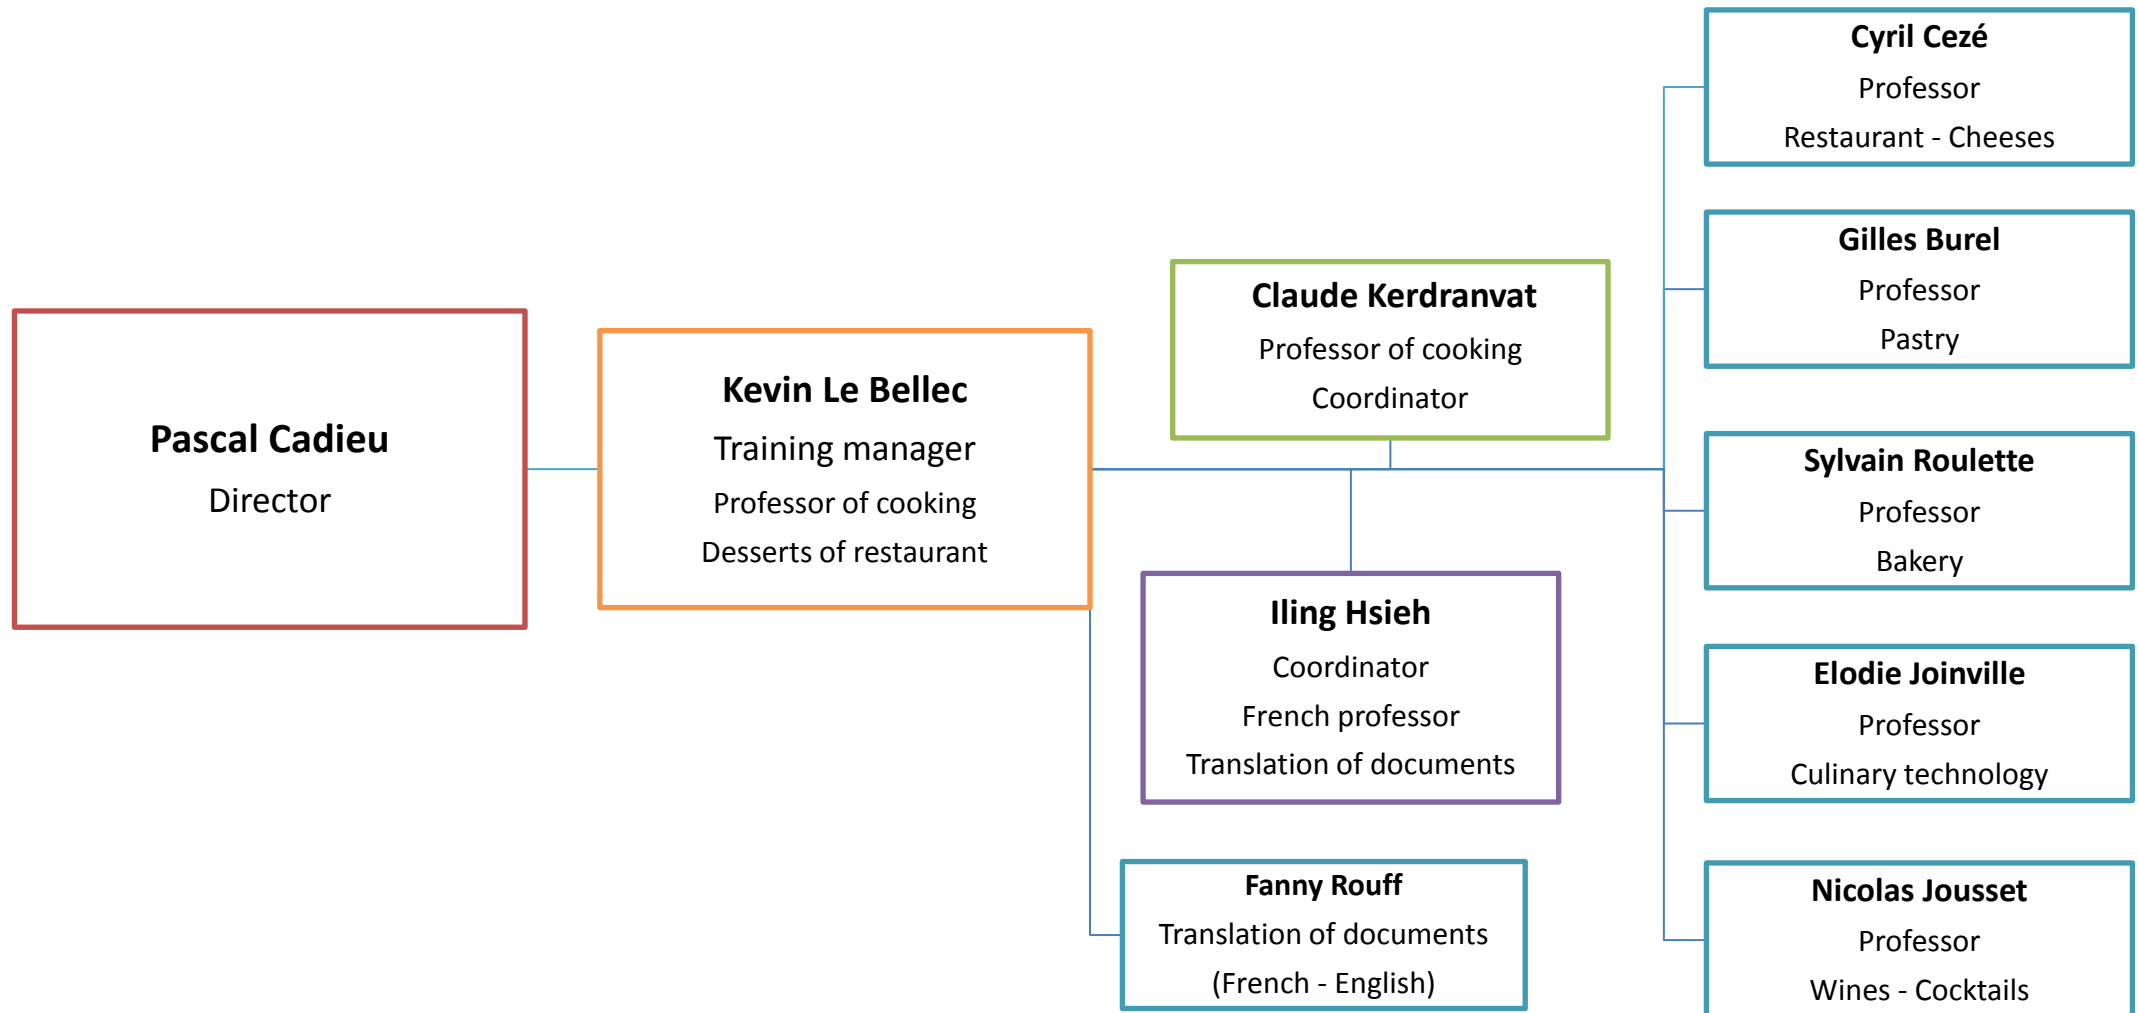 Pascal Cadieu
Director
Kevin Le Bellec
Training manager
Professor of cooking
Desserts of restaurant
Claude Kerdranvat
Professor of cooking
Coordinator
Iling Hsieh
Coordinator
French professor
Translation of documents
Fanny Rouff
Translation of documents
(French - English)
Cyril Cezé
Professor
Restaurant - Cheeses
Gilles Burel
Professor
Pastry
Sylvain Roulette
Professor
Bakery
Elodie Joinville
Professor
Culinary technology
Nicolas Jousset
Professor
Wines - Cocktails